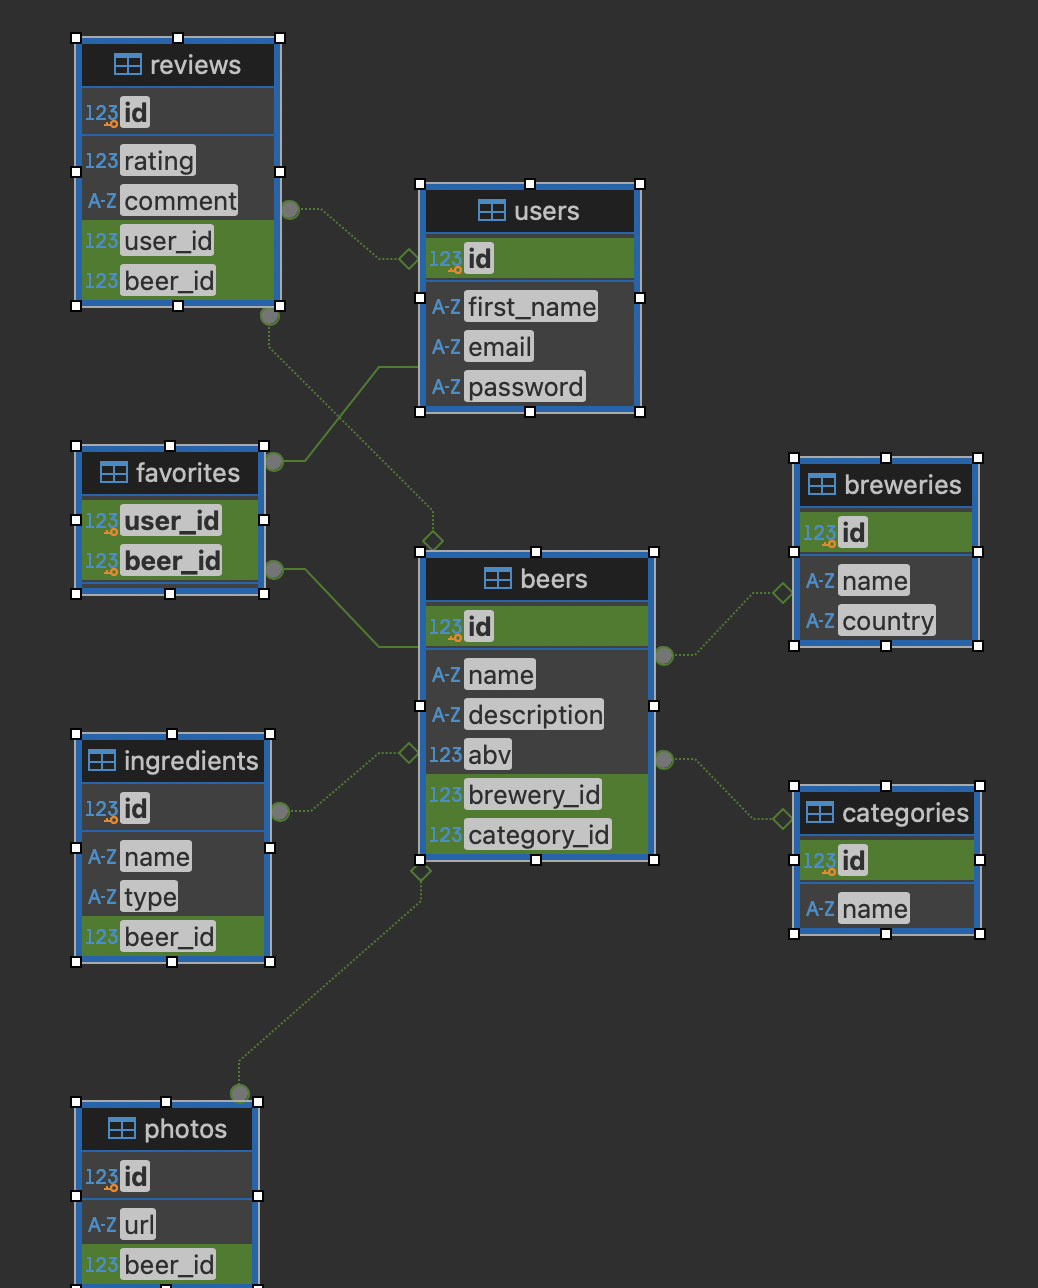 reviews
123 id
123 rating
A-Z comment
123 user_id
123 beer_id
users
123 id
A-Z first_name
A-Z email
A-Z password
favorites
123 user_id
123 beer_id
breweries
123 id
A-Z name
A-Z country
beers
123 id
A-Z name
A-Z description
123 abv
123 brewery_id
123 category_id
ingredients
123 id
A-Z name
A-Z type
123 beer_id
categories
123 id
A-Z name
photos
123 id
A-Z url
123 beer_id